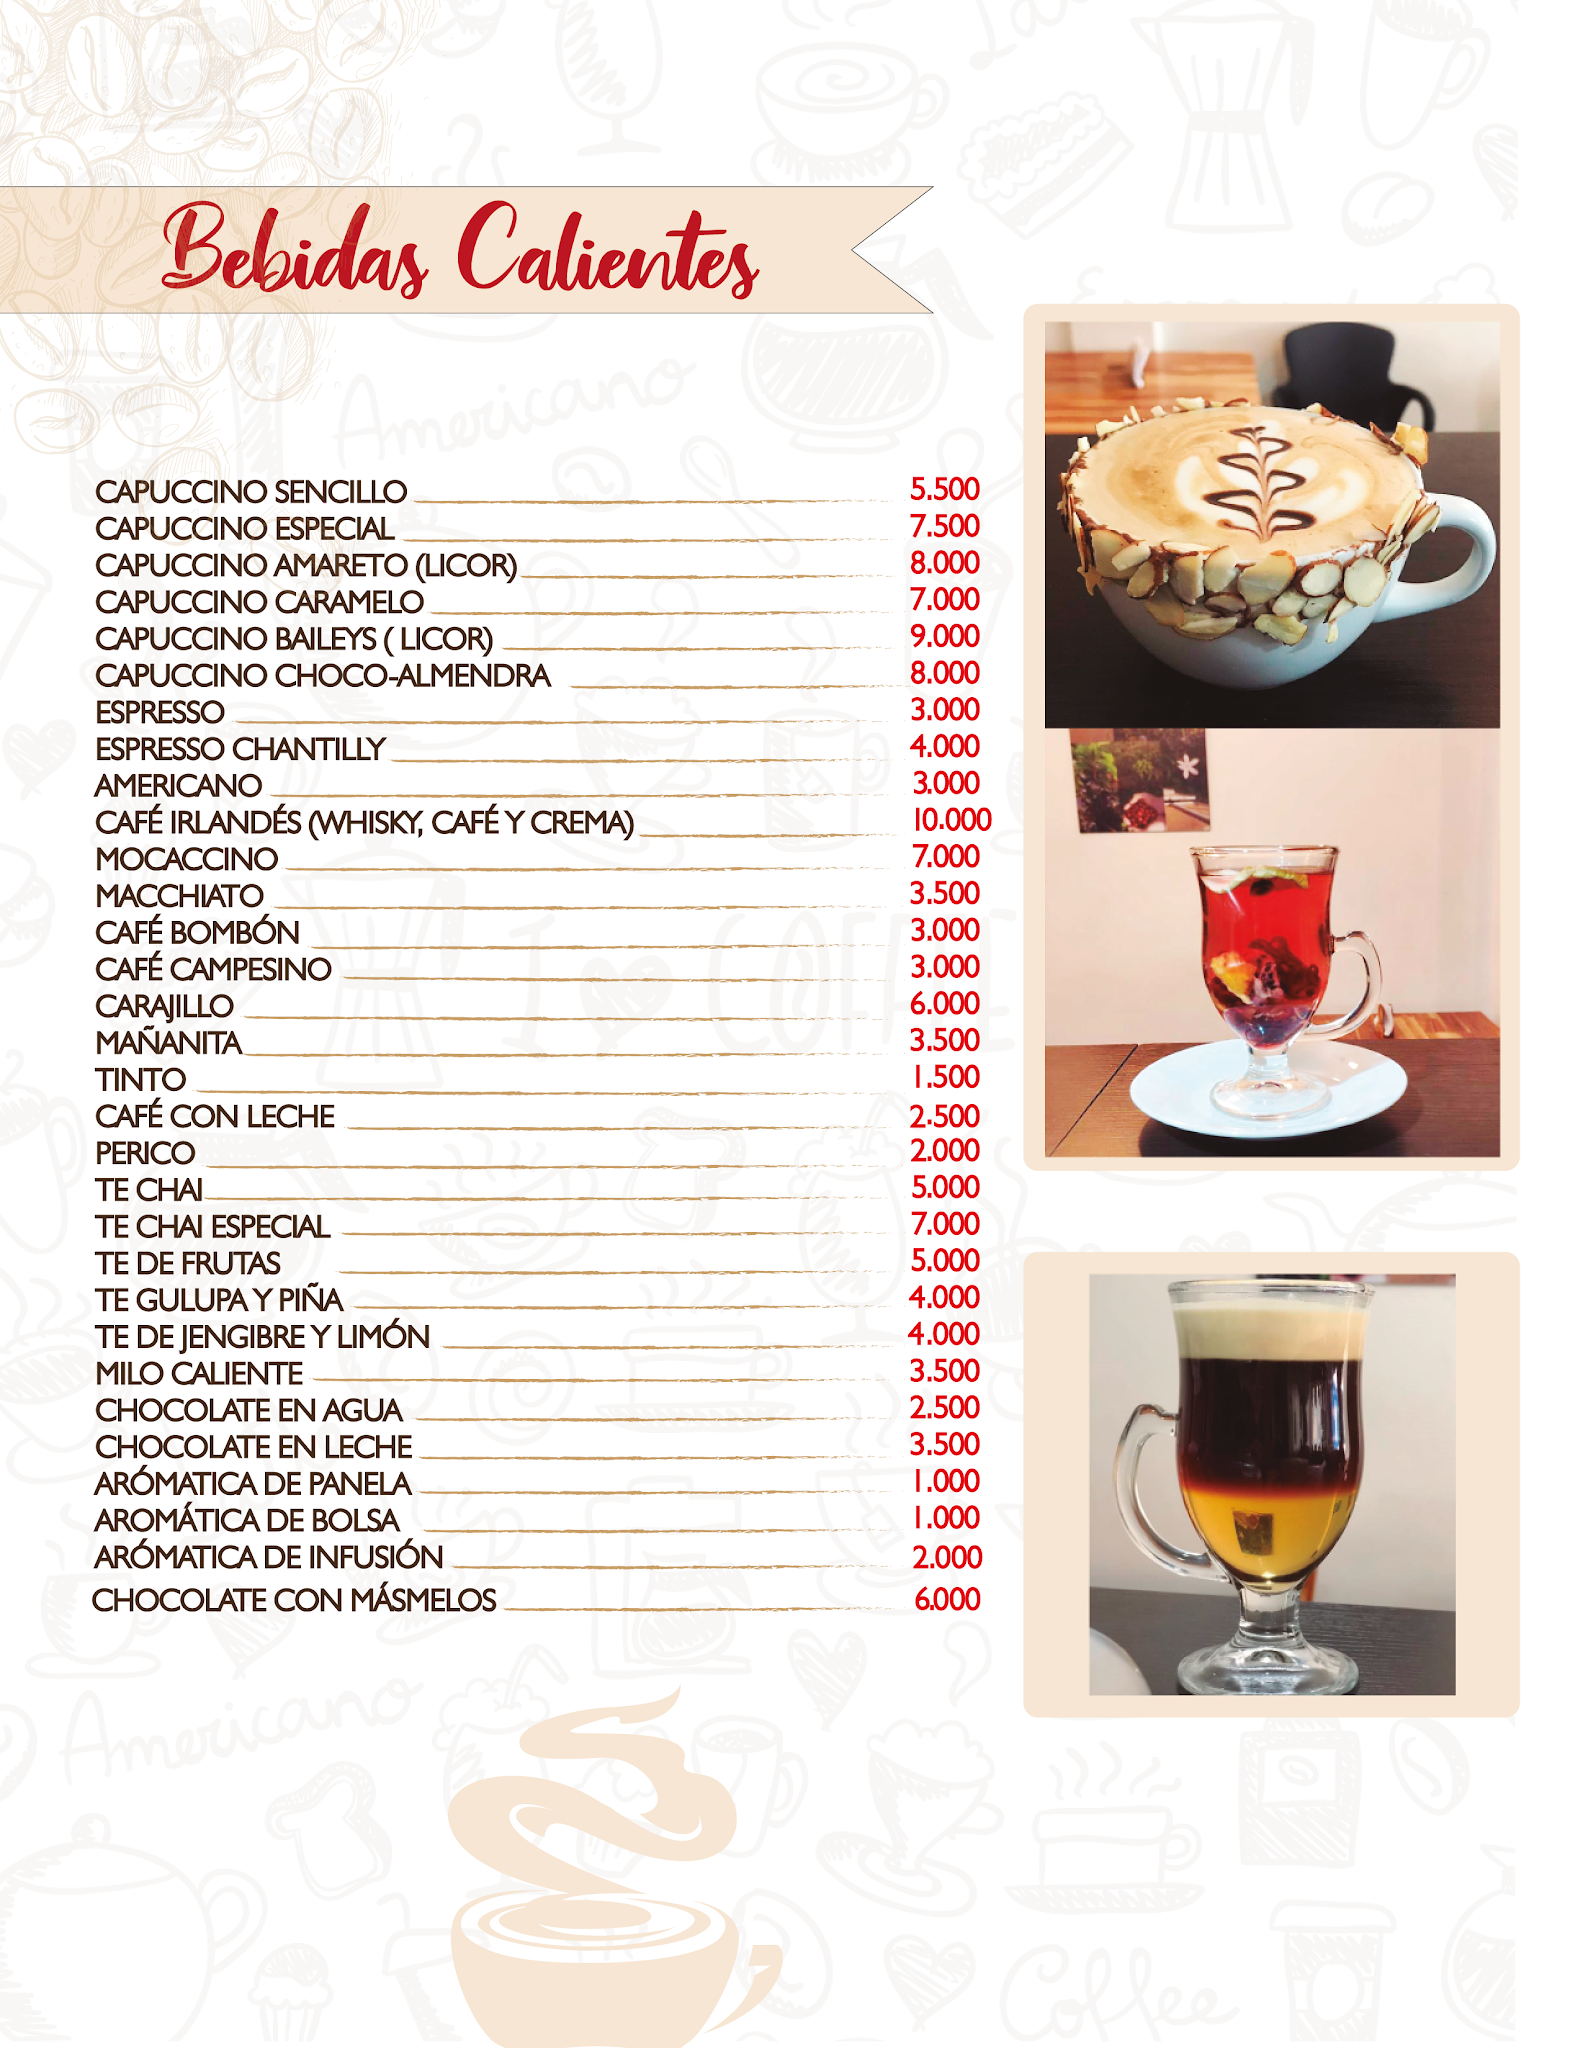 Bebidas Calientes
CAPUCCINO SENCILLO 5.500
CAPUCCINO ESPECIAL 7.500
CAPUCCINO AMARETO (LICOR) 8.000
CAPUCCINO CARAMELO 7.000
CAPUCCINO BAILEY'S ( LICOR) 9.000
CAPUCCINO CHOCO-ALMENDRA 8.000
ESPRESSO 3.000
ESPRESSO CHANTILLY 4.000
AMERICANO 3.000
CAFÉ IRLANDÉS (WHISKY, CAFÉ Y CREMA) 10.000
MOCACCINO 7.000
MACCHIATO 3.500
CAFÉ BOMBÓN 3.000
CAFÉ CAMPESINO 3.000
CARAJILLO 6.000
MAÑANITA 3.500
TINTO 1.500
CAFÉ CON LECHE 2.500
PERICO 2.000
TE CHAI 5.000
TE CHAI ESPECIAL 7.000
TE DE FRUTAS 5.000
TE GULUPA Y PIÑA 4.000
TE DE JENGIBRE Y LIMÓN 4.000
MILO CALIENTE 3.500
CHOCOLATE EN AGUA 2.500
CHOCOLATE EN LECHE 3.500
ARÓMATICA DE PANELA 1.000
AROMÁTICA DE BOLSA 1.000
ARÓMATICA DE INFUSIÓN 2.000
CHOCOLATE CON MÁSMELOS 6.000
Americano
I COFFE
Americano
Coffee